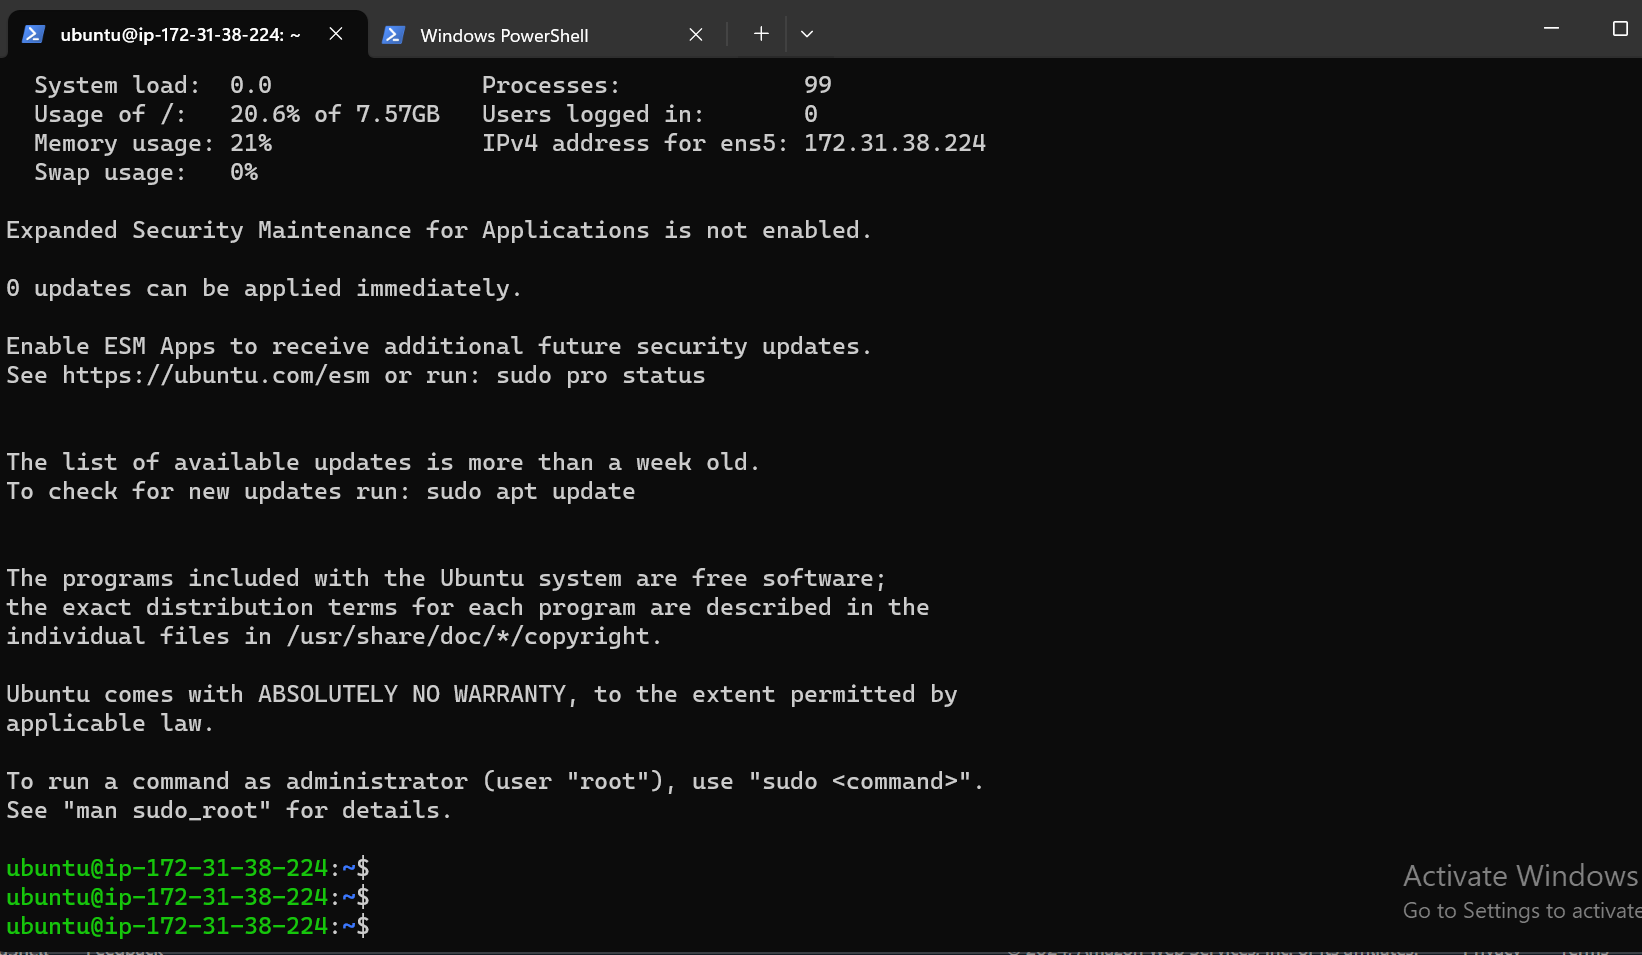 ubuntu@ip-172-31-38-224: ~
Windows PowerShell
System load: 0.0 Processes: 99
Usage of /: 20.6% of 7.57GB Users logged in: 0
Memory usage: 21% IPv4 address for ens5: 172.31.38.224
Swap usage: 0%
Expanded Security Maintenance for Applications is not enabled.
0 updates can be applied immediately.
Enable ESM Apps to receive additional future security updates.
See https://ubuntu.com/esm or run: sudo pro status
The list of available updates is more than a week old.
To check for new updates run: sudo apt update
The programs included with the Ubuntu system are free software;
the exact distribution terms for each program are described in the
individual files in /usr/share/doc/*/copyright.
Ubuntu comes with ABSOLUTELY NO WARRANTY, to the extent permitted by
applicable law.
To run a command as administrator (user "root"), use "sudo <command>".
See "man sudo_root" for details.
ubuntu@ip-172-31-38-224:~$
ubuntu@ip-172-31-38-224:~$
ubuntu@ip-172-31-38-224:~$
Activate Windows
Go to Settings to activate